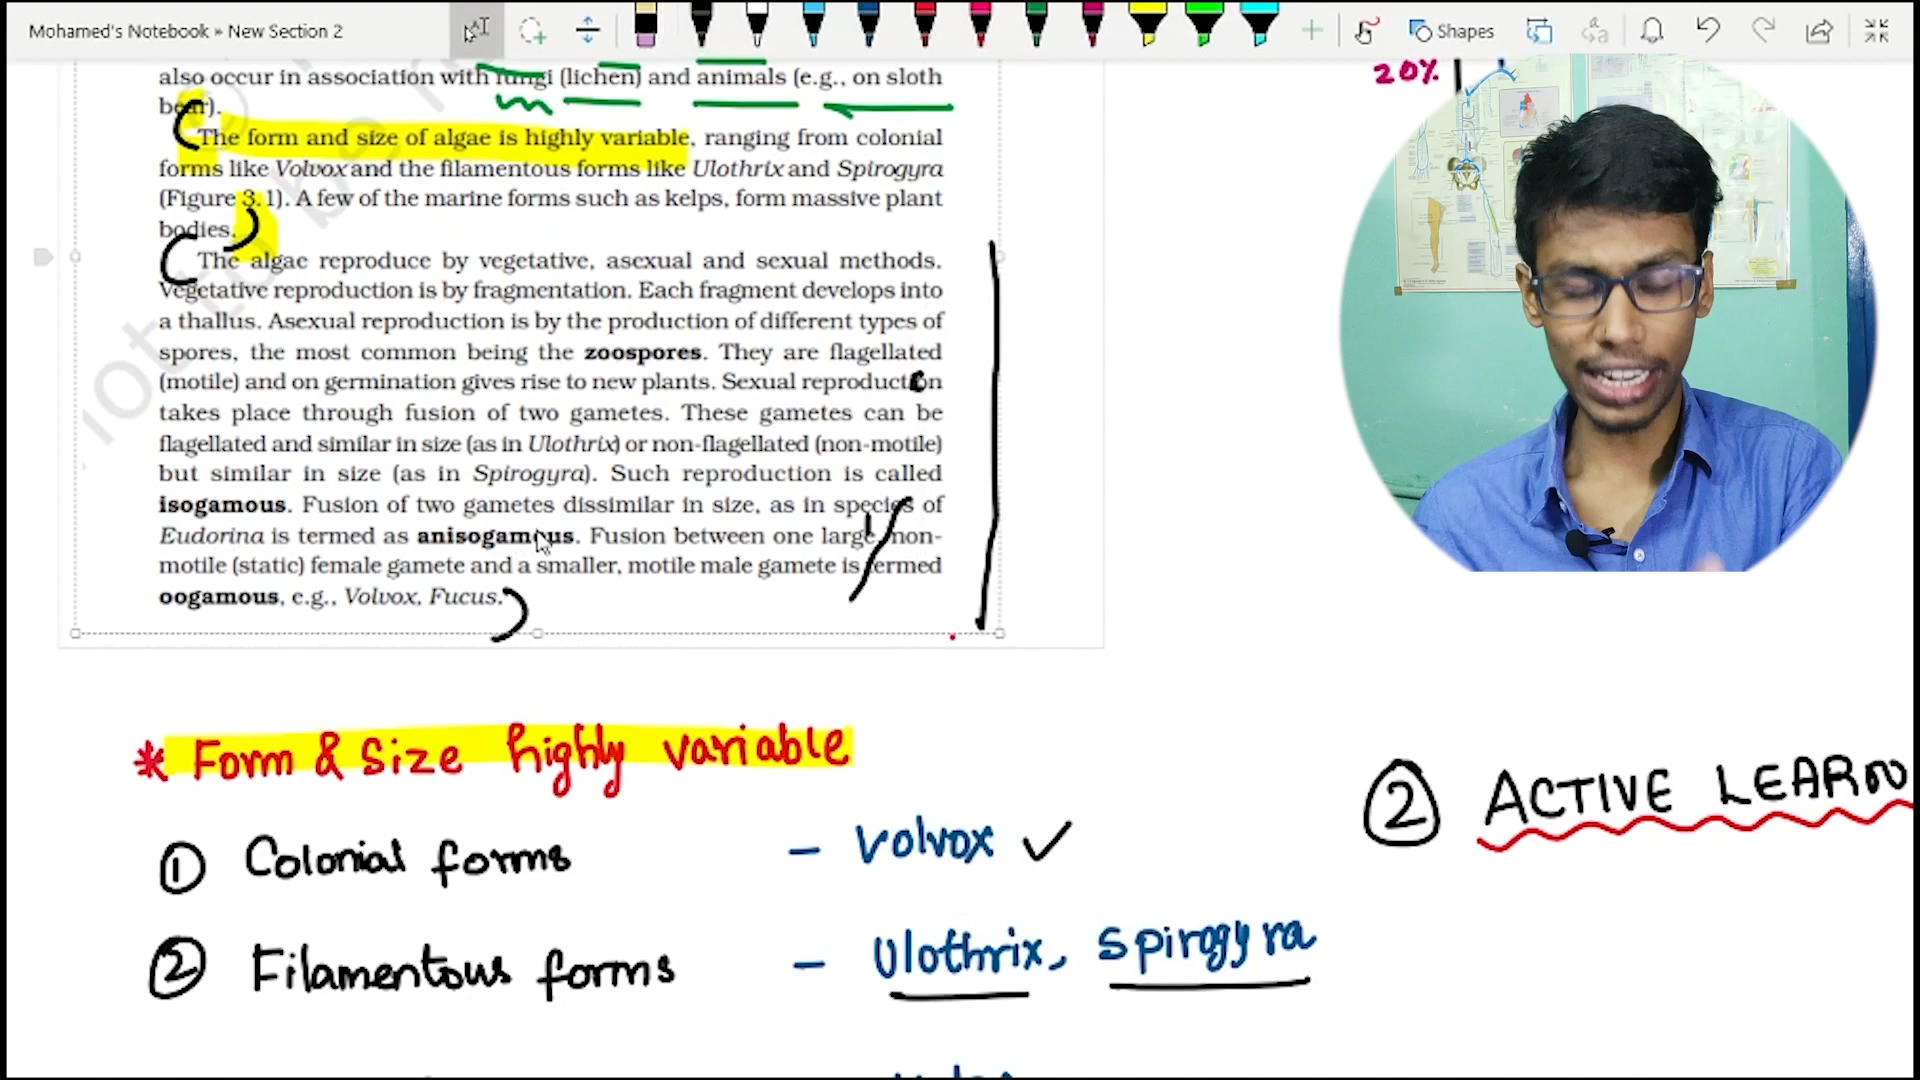 Mohamed's Notebook » New Section 2
Shapes
also occur in association with fungi (lichen) and animals (e.g., on sloth
bear).
The form and size of algae is highly variable, ranging from colonial
forms like Volvox and the filamentous forms like Ulothrix and Spirogyra
(Figure 3.1). A few of the marine forms such as kelps, form massive plant
bodies.
The algae reproduce by vegetative, asexual and sexual methods.
Vegetative reproduction is by fragmentation. Each fragment develops into
a thallus. Asexual reproduction is by the production of different types of
spores, the most common being the zoospores. They are flagellated
(motile) and on germination gives rise to new plants. Sexual reproduction
takes place through fusion of two gametes. These gametes can be
flagellated and similar in size (as in Ulothrix) or non-flagellated (non-motile)
but similar in size (as in Spirogyra). Such reproduction is called
isogamous. Fusion of two gametes dissimilar in size, as in species of
Eudorina is termed as anisogamous. Fusion between one large, non-
motile (static) female gamete and a smaller, motile male gamete is termed
oogamous, e.g., Volvox, Fucus.
20%
* Form & Size highly variable
① Colonial forms - Volvox ✓
② Filamentous forms - Ulothrix, Spirogyra
② ACTIVE LEARN